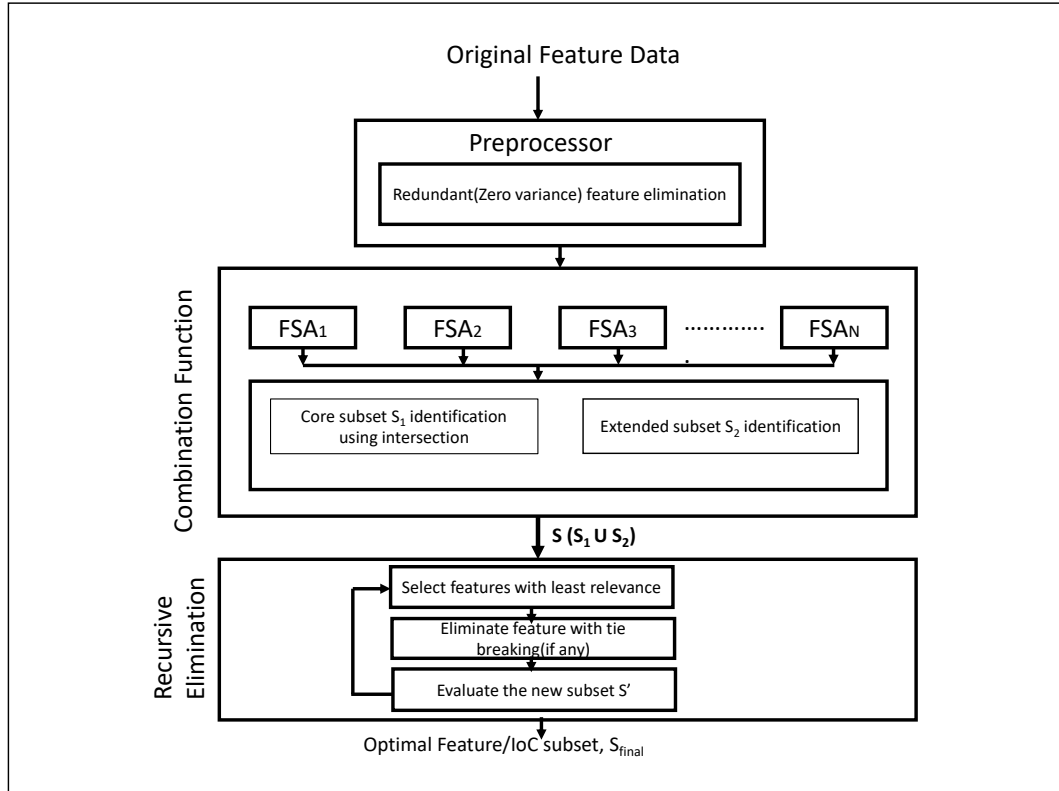 Original Feature Data
Preprocessor
Redundant(Zero variance) feature elimination
Combination Function
FSA₁ FSA₂ FSA₃ ………….. FSAN
Core subset S₁ identification
using intersection
Extended subset S₂ identification
S (S₁ U S₂)
Recursive
Elimination
Select features with least relevance
Eliminate feature with tie
breaking(if any)
Evaluate the new subset S’
Optimal Feature/IoC subset, Sfinal